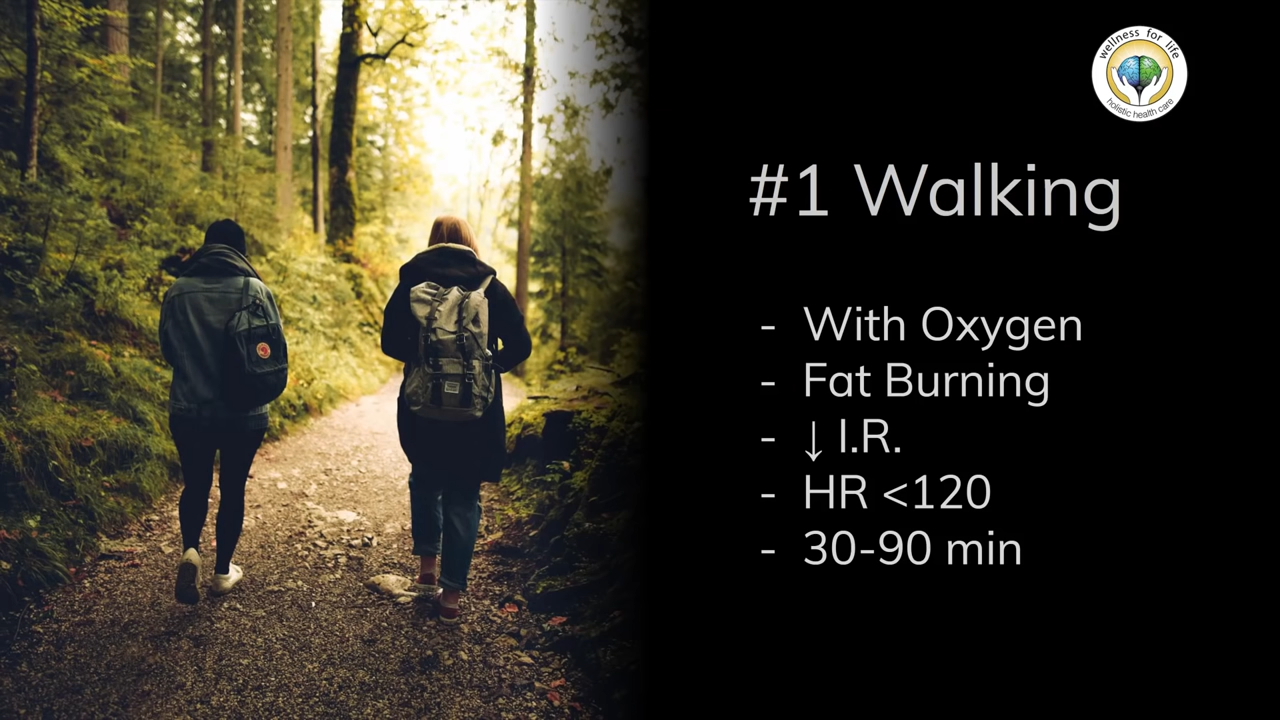 wellness for life
holistic health care
#1 Walking
- With Oxygen
- Fat Burning
- ↓ I.R.
- HR <120
- 30-90 min